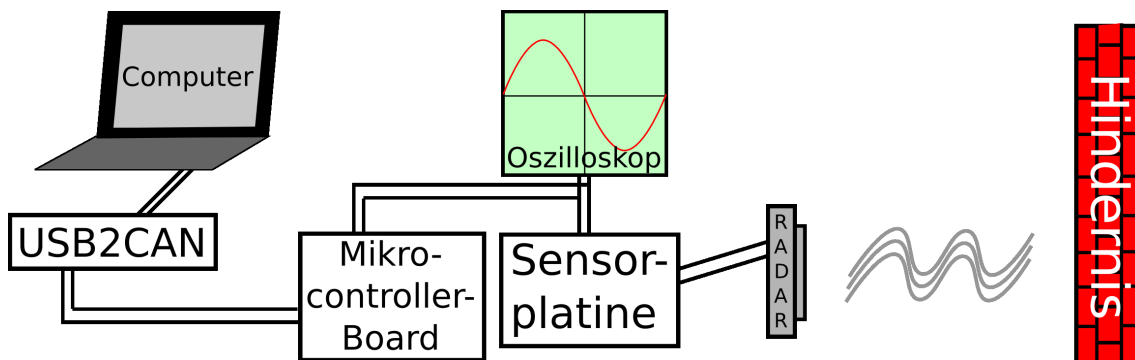 Computer
Oszilloskop
USB2CAN
Mikro-
controller-
Board
Sensor-
platine
RADAR
Hindernis